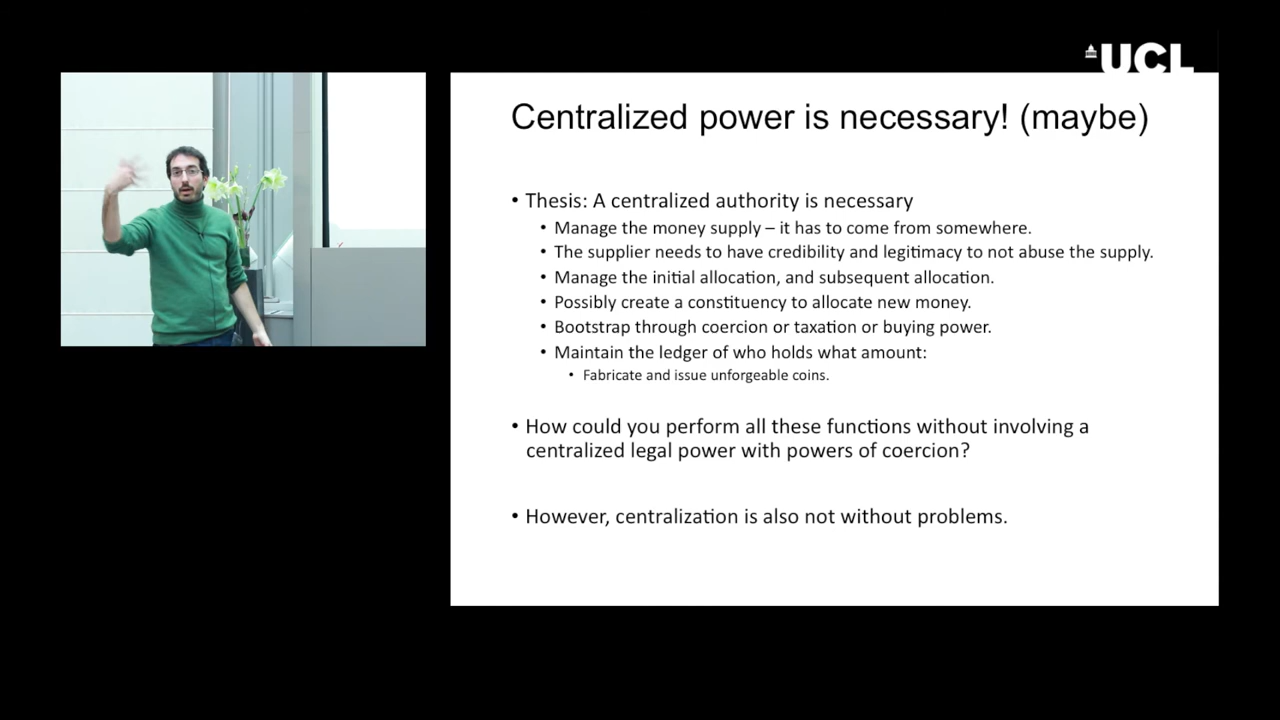 UCL
Centralized power is necessary! (maybe)
• Thesis: A centralized authority is necessary
• Manage the money supply – it has to come from somewhere.
• The supplier needs to have credibility and legitimacy to not abuse the supply.
• Manage the initial allocation, and subsequent allocation.
• Possibly create a constituency to allocate new money.
• Bootstrap through coercion or taxation or buying power.
• Maintain the ledger of who holds what amount:
• Fabricate and issue unforgeable coins.
• How could you perform all these functions without involving a
centralized legal power with powers of coercion?
• However, centralization is also not without problems.